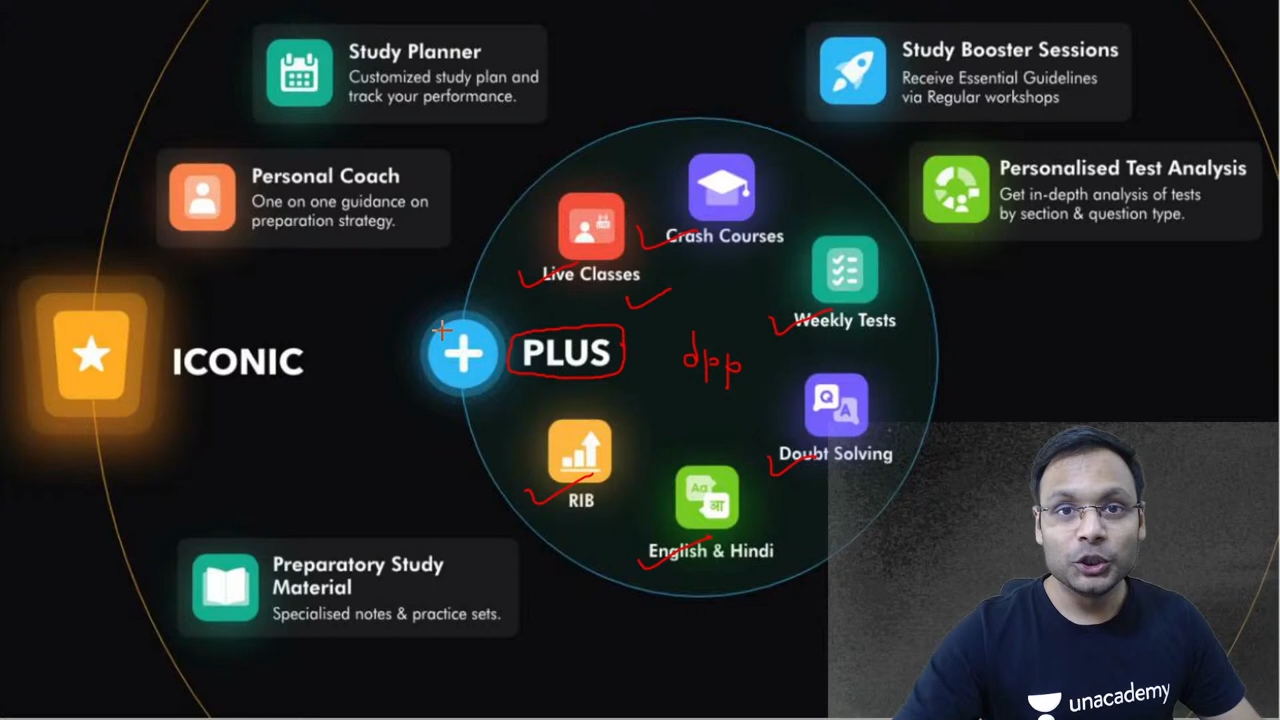 Study Planner
Customized study plan and
track your performance.
Study Booster Sessions
Receive Essential Guidelines
via Regular workshops
Personal Coach
One on one guidance on
preparation strategy.
Personalised Test Analysis
Get in-depth analysis of tests
by section & question type.
Crash Courses
Live Classes
Weekly Tests
ICONIC
PLUS
dpp
Q
A
Doubt Solving
RIB
Aa
आ
English & Hindi
Preparatory Study
Material
Specialised notes & practice sets.
unacademy